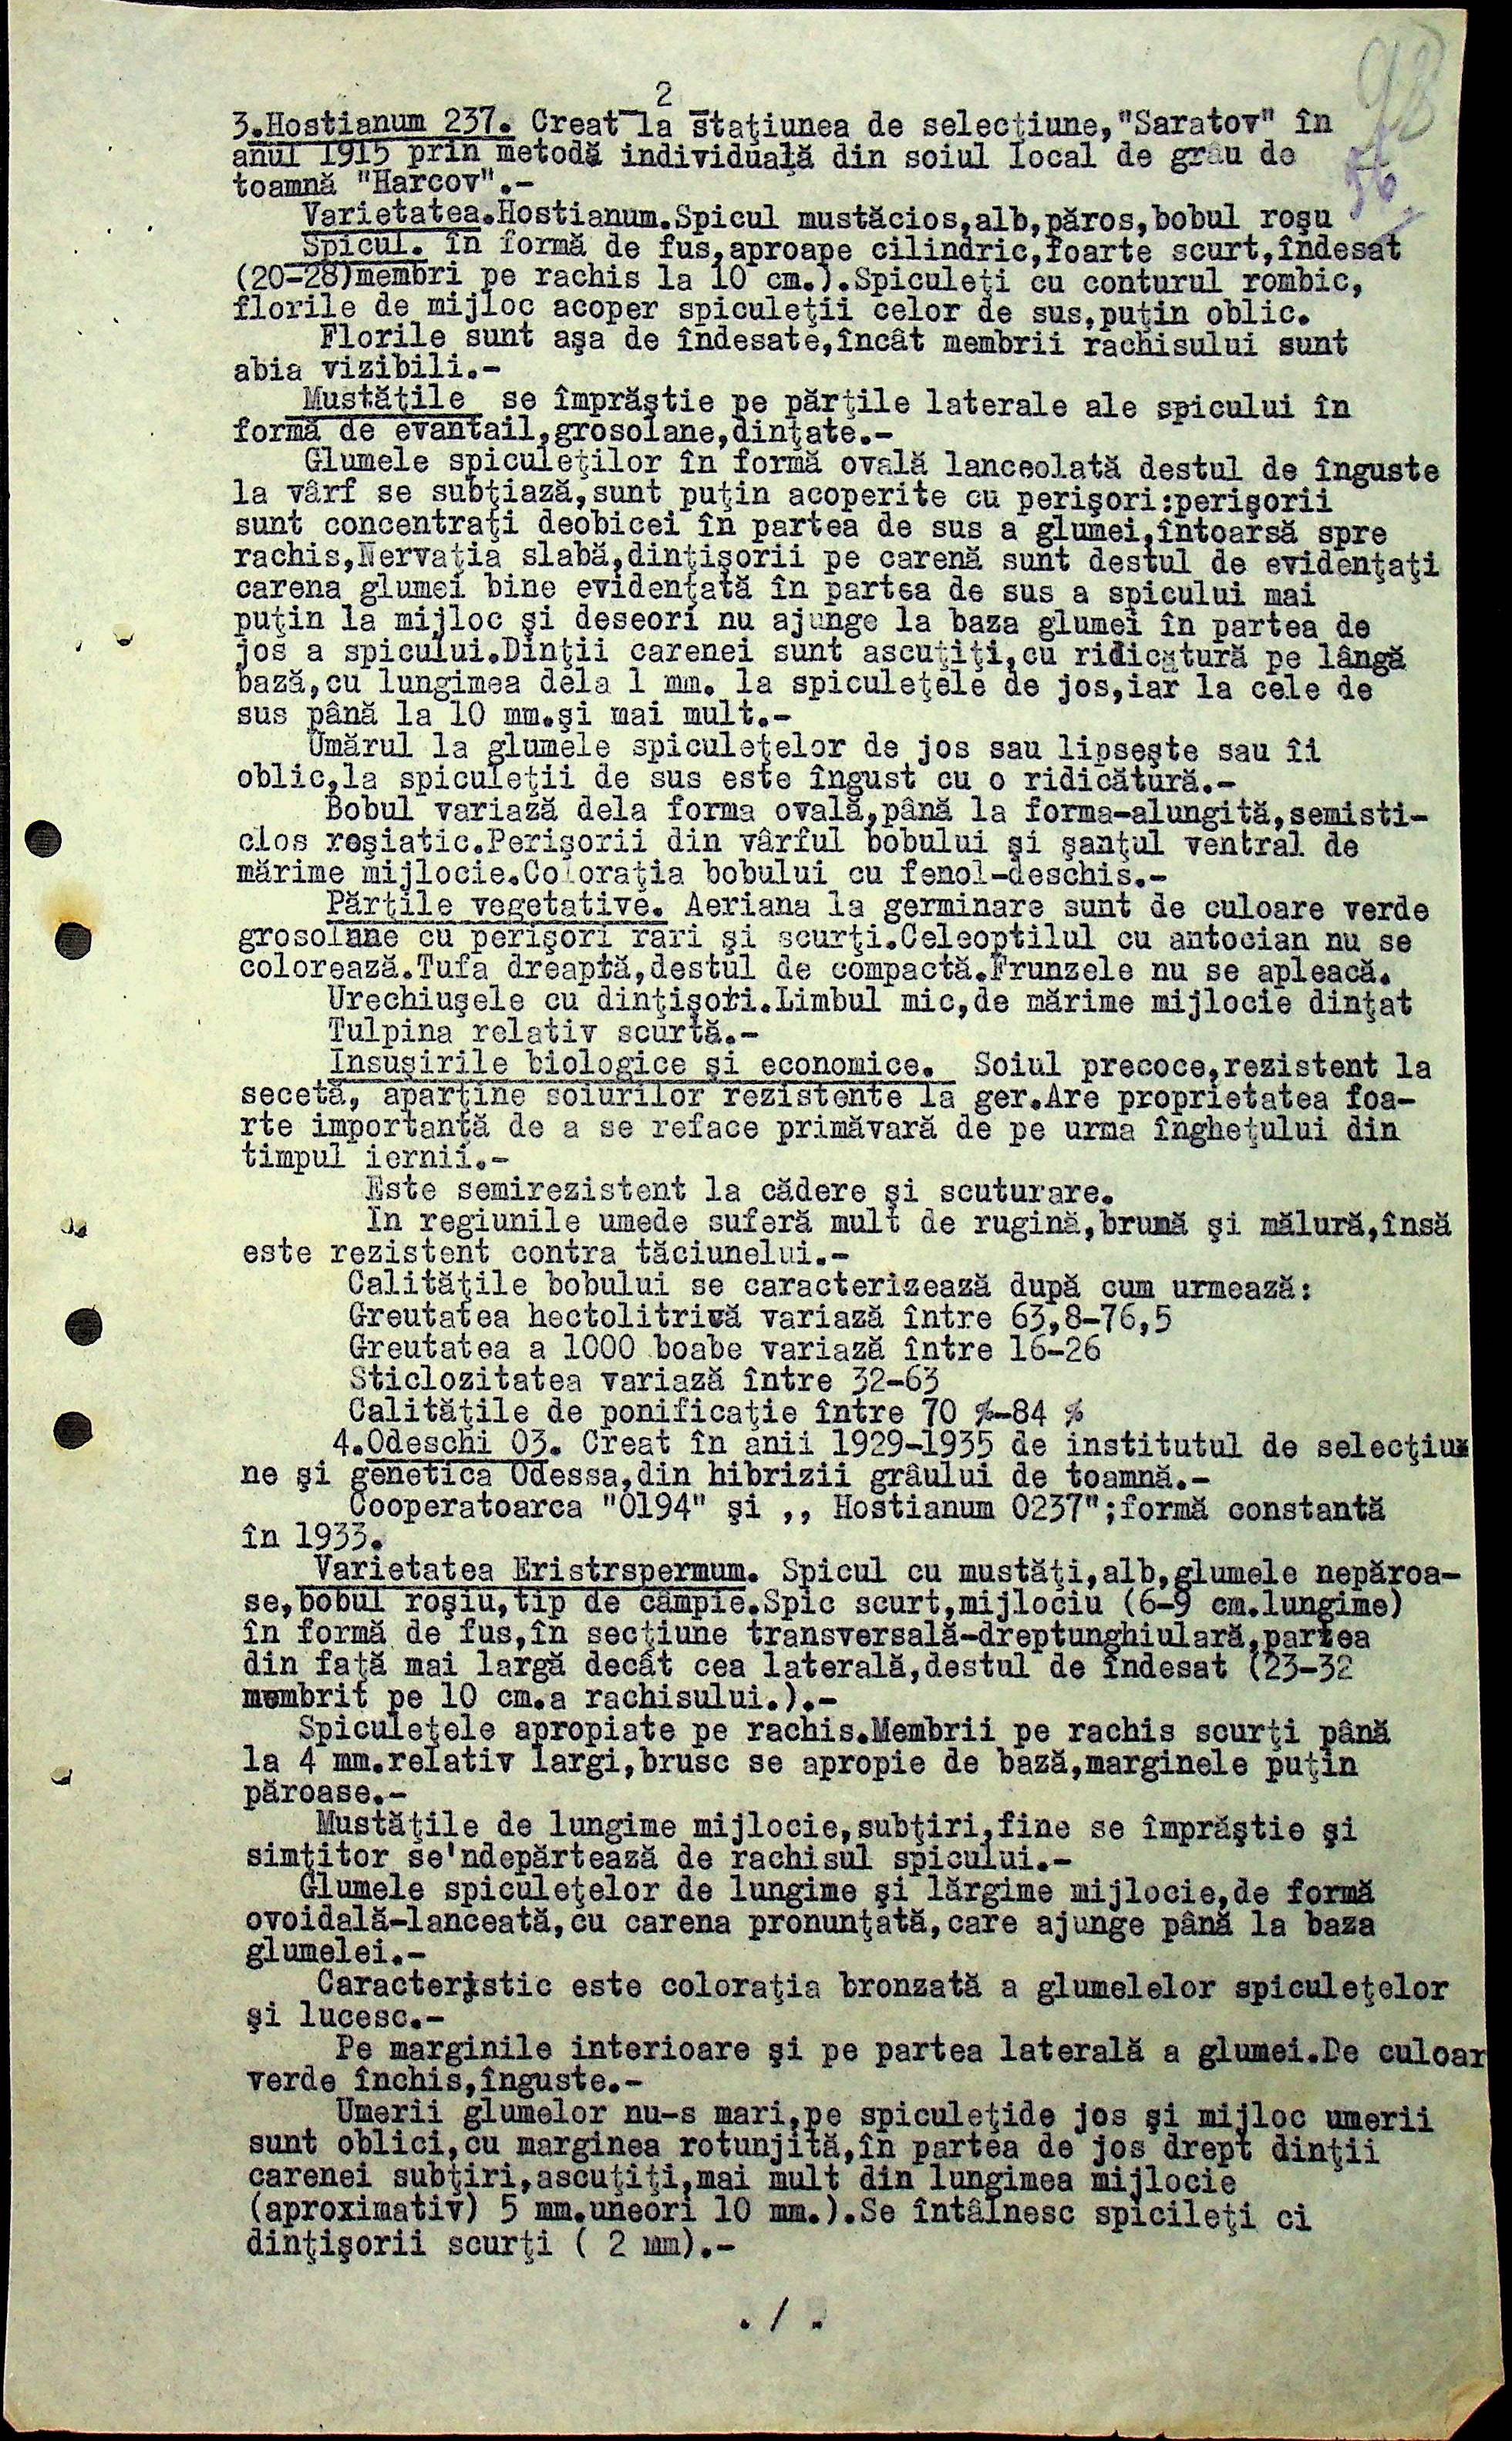 2
3.Hostianum 237. Creat la staţiunea de selecţiune,"Saratov" în
anul 1915 prin metodă individuală din soiul local de grâu de
toamnă "Harcov".-
Varietatea.Hostianum.Spicul mustăcios,alb,păros,bobul roşu
Spicul. în formă de fus,aproape cilindric,foarte scurt,îndesat
(20-28)membri pe rachis la 10 cm.).Spiculeţi cu conturul rombic,
florile de mijloc acoper spiculeţii celor de sus,puţin oblic.
Florile sunt aşa de îndesate,încât membrii rachisului sunt
abia vizibili.-
Mustăţile se împrăştie pe părţile laterale ale spicului în
formă de evantail,grosolane,dinţate.-
Glumele spiculeţilor în formă ovală lanceolată destul de înguste
la vârf se subţiază,sunt puţin acoperite cu perişori:perişorii
sunt concentraţi deobicei în partea de sus a glumei,întoarsă spre
rachis,Nervaţia slabă,dinţişorii pe carenă sunt destul de evidenţaţi
carena glumei bine evidenţată în partea de sus a spicului mai
puţin la mijloc şi deseori nu ajunge la baza glumei în partea de
jos a spicului.Dinţii carenei sunt ascuţiţi,cu ridicătură pe lângă
bază,cu lungimea dela 1 mm. la spiculeţele de jos,iar la cele de
sus până la 10 mm.şi mai mult.-
Umărul la glumele spiculeţelor de jos sau lipseşte sau îi
oblic,la spiculeţii de sus este îngust cu o ridicătură.-
Bobul variază dela forma ovală,până la forma-alungită,semisti-
clos roşiatic.Perişorii din vârful bobului şi şanţul ventral de
mărime mijlocie.Coloraţia bobului cu fenol-deschis.-
Părţile vegetative. Aeriana la germinare sunt de culoare verde
grosolane cu perişori rari şi scurţi.Celeoptilul cu antocian nu se
colorează.Tufa dreaptă,destul de compactă.Frunzele nu se apleacă.
Urechiuşele cu dinţişori.Limbul mic,de mărime mijlocie dinţat
Tulpina relativ scurtă.-
Insuşirile biologice şi economice. Soiul precoce,rezistent la
secetă, aparţine soiurilor rezistente la ger.Are proprietatea foa-
rte importantă de a se reface primăvară de pe urma îngheţului din
timpul iernii.-
Este semirezistent la cădere şi scuturare.
In regiunile umede suferă mult de rugină,brumă şi mălură,însă
este rezistent contra tăciunelui.-
Calităţile bobului se caracterizează după cum urmează:
Greutatea hectolitrică variază între 63,8-76,5
Greutatea a 1000 boabe variază între 16-26
Sticlozitatea variază între 32-63
Calităţile de ponificaţie între 70 %-84 %
4.Odeschi 03. Creat în anii 1929-1935 de institutul de selecţiu
ne şi genetica Odessa,din hibrizii grâului de toamnă.-
Cooperatoarca "0194" şi ,, Hostianum 0237";formă constantă
în 1933.
Varietatea Eristrspermum. Spicul cu mustăţi,alb,glumele nepăroa-
se,bobul roşiu,tip de câmpie.Spic scurt,mijlociu (6-9 cm.lungime)
în formă de fus,în secţiune transversală-dreptunghiulară,partea
din faţă mai largă decât cea laterală,destul de îndesat (23-32
membrit pe 10 cm.a rachisului.).-
Spiculeţele apropiate pe rachis.Membrii pe rachis scurţi până
la 4 mm.relativ largi,brusc se apropie de bază,marginele puţin
păroase.-
Mustăţile de lungime mijlocie,subţiri,fine se împrăştie şi
simţitor se'ndepărtează de rachisul spicului.-
Glumele spiculeţelor de lungime şi lărgime mijlocie,de formă
ovoidală-lanceată,cu carena pronunţată,care ajunge până la baza
glumelei.-
Caracteristic este coloraţia bronzată a glumelelor spiculeţelor
şi lucesc.-
Pe marginile interioare şi pe partea laterală a glumei.De culoar
verde închis,înguste.-
Umerii glumelor nu-s mari,pe spiculeţide jos şi mijloc umerii
sunt oblici,cu marginea rotunjită,în partea de jos drept dinţii
carenei subţiri,ascuţiţi,mai mult din lungimea mijlocie
(aproximativ) 5 mm.uneori 10 mm.).Se întâlnesc spicileţi ci
dinţişorii scurţi ( 2 mm).-
./.